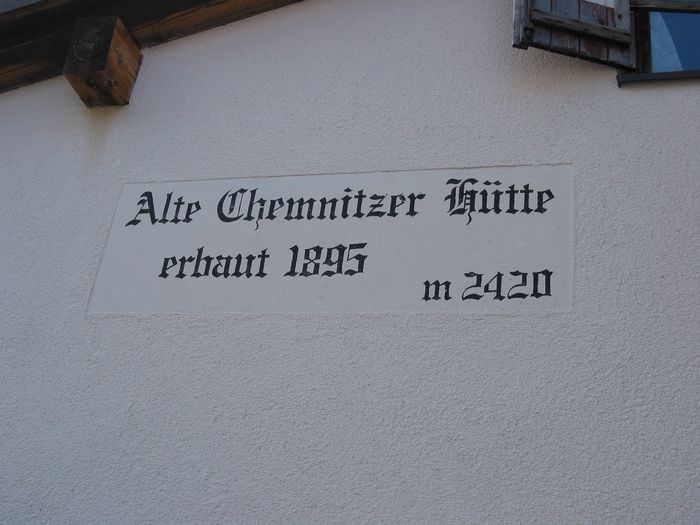 Alte Chemnitzer Hütte
erbaut 1895
m 2420